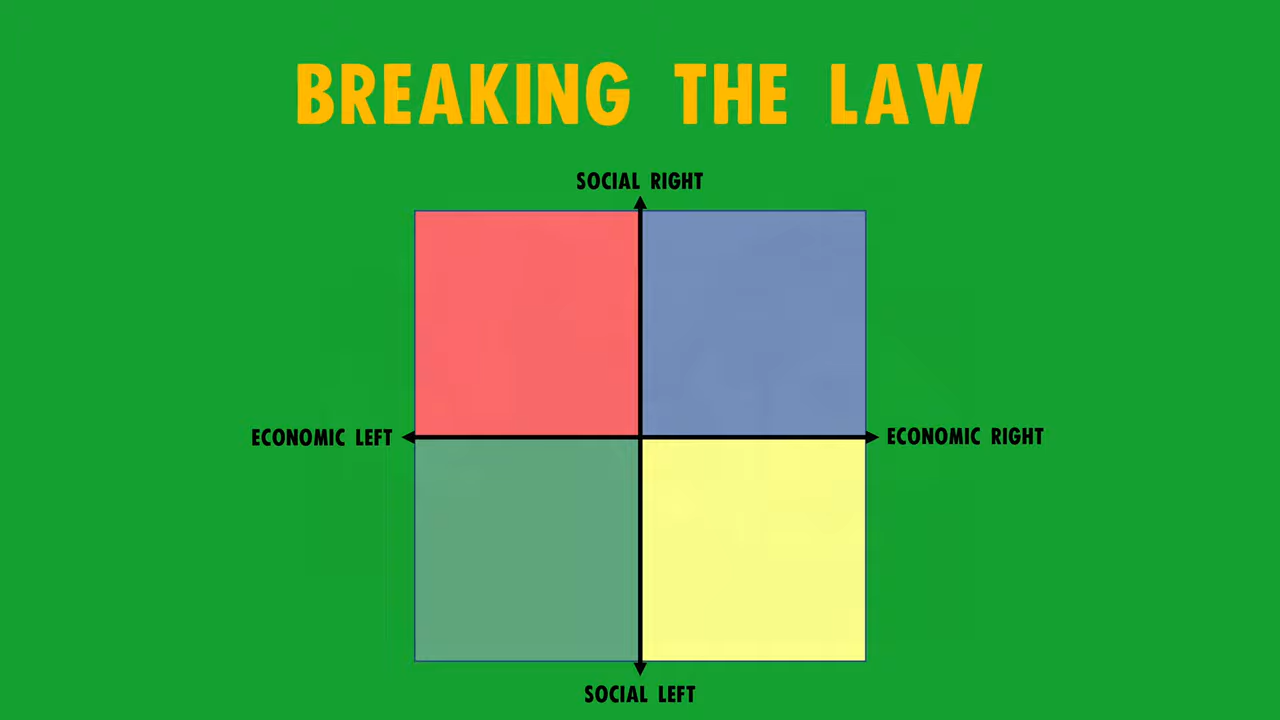 BREAKING THE LAW
SOCIAL RIGHT
ECONOMIC LEFT
ECONOMIC RIGHT
SOCIAL LEFT